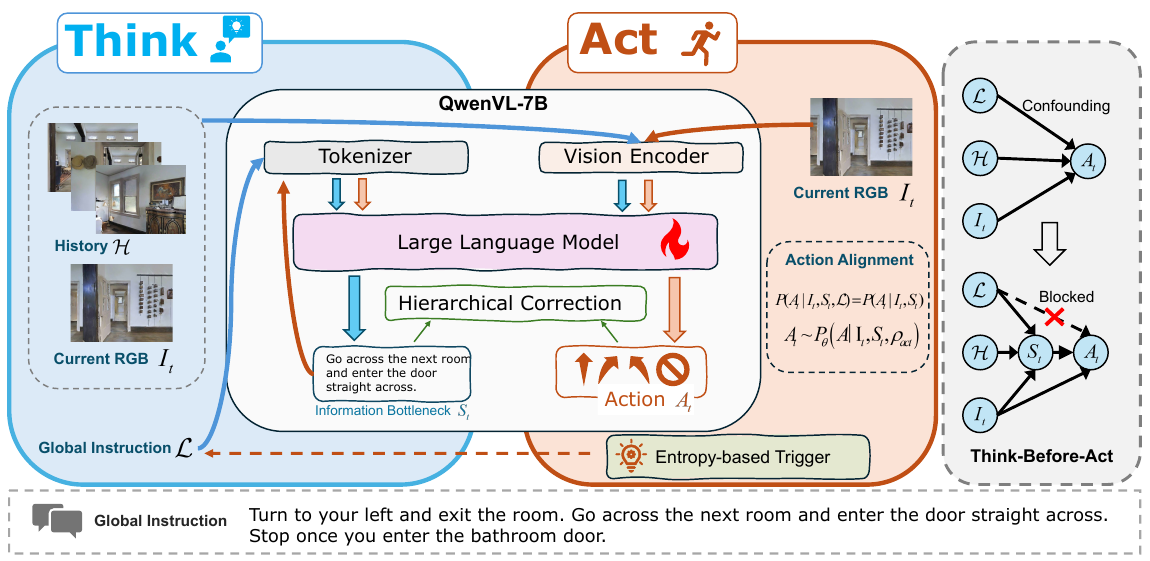 Think
Act
QwenVL-7B
Tokenizer
Vision Encoder
Large Language Model
Hierarchical Correction
Go across the next room
and enter the door
straight across.
Information Bottleneck S_t
Action A_t
History ℋ
Current RGB I_t
Global Instruction ℒ
Current RGB I_t
Action Alignment
P(A_t | I_t, S_t, ℒ) = P(A_t | I_t, S_t)
A_t ~ P_θ(A | I_t, S_t, ρ_act)
Entropy-based Trigger
ℒ
Confounding
ℋ
A_t
I_t
ℒ
Blocked
ℋ
S_t
A_t
I_t
Think-Before-Act
Global Instruction
Turn to your left and exit the room. Go across the next room and enter the door straight across.
Stop once you enter the bathroom door.